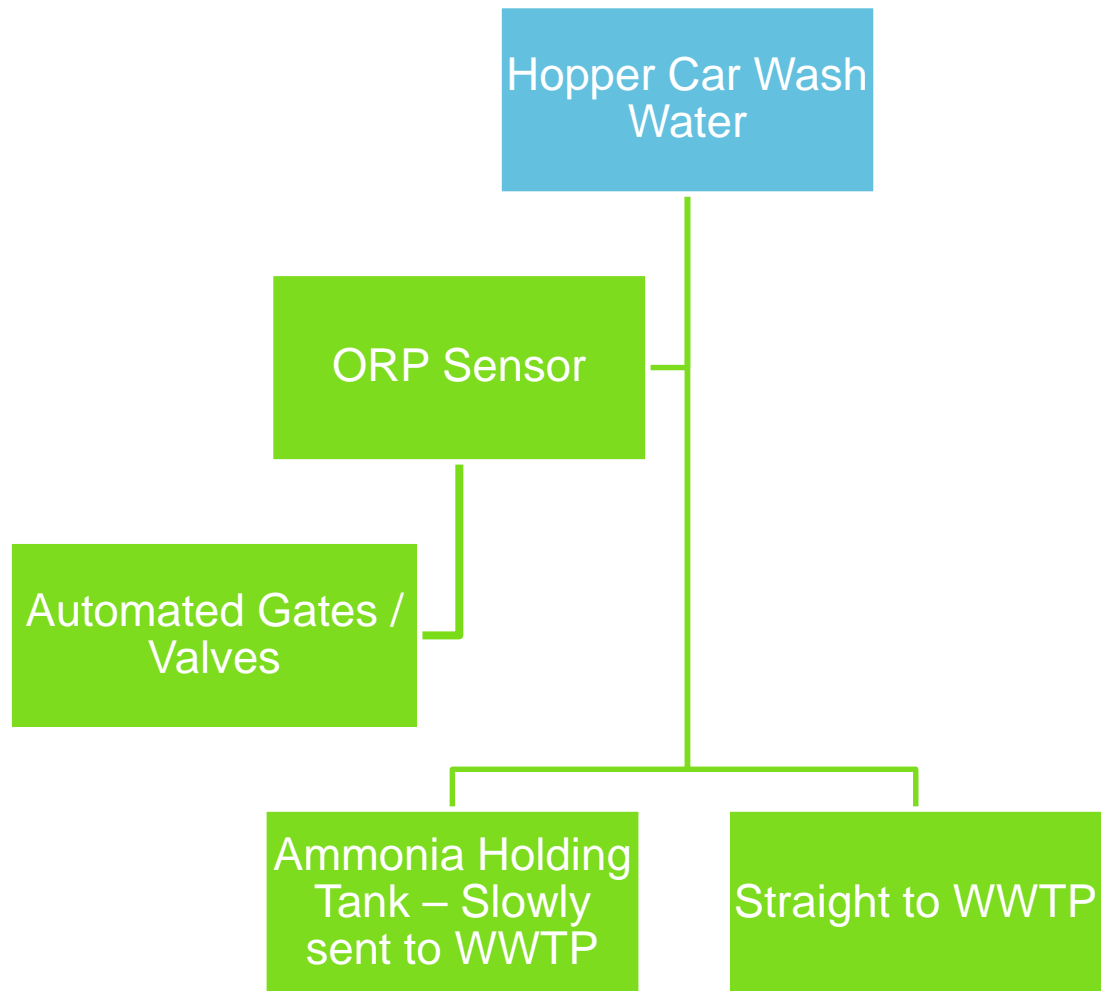 Hopper Car Wash
Water
ORP Sensor
Automated Gates /
Valves
Ammonia Holding
Tank – Slowly
sent to WWTP
Straight to WWTP